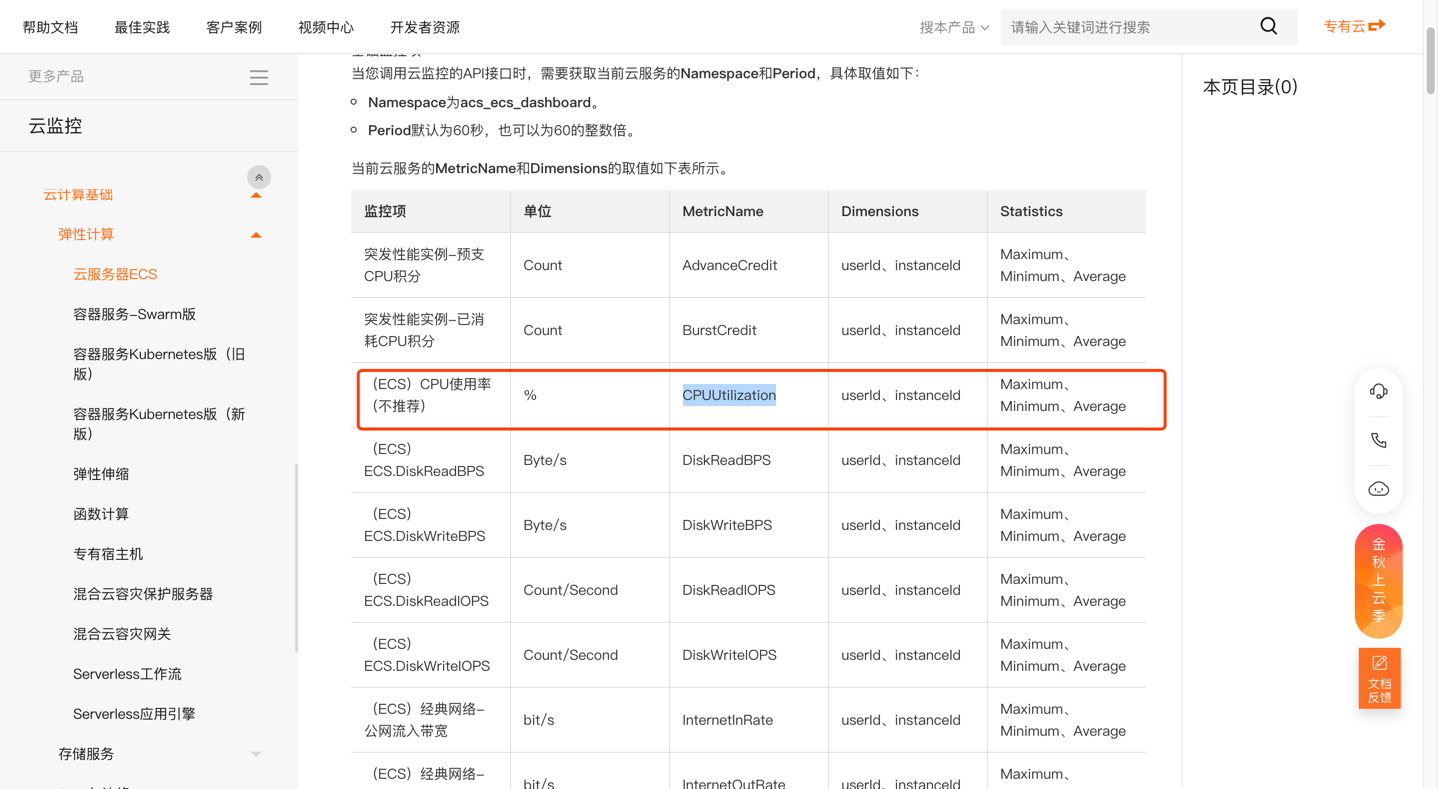 帮助文档 最佳实践 客户案例 视频中心 开发者资源 搜本产品 请输入关键词进行搜索 专有云
更多产品
云监控
云计算基础
弹性计算
云服务器ECS
容器服务-Swarm版
容器服务Kubernetes版（旧
版）
容器服务Kubernetes版（新
版）
弹性伸缩
函数计算
专有宿主机
混合云容灾保护服务器
混合云容灾网关
Serverless工作流
Serverless应用引擎
存储服务
当您调用云监控的API接口时，需要获取当前云服务的Namespace和Period，具体取值如下：
Namespace为acs_ecs_dashboard。
Period默认为60秒，也可以为60的整数倍。
当前云服务的MetricName和Dimensions的取值如下表所示。
监控项 单位 MetricName Dimensions Statistics
突发性能实例-预支
CPU积分 Count AdvanceCredit userId、instanceId Maximum、
Minimum、Average
突发性能实例-已消
耗CPU积分 Count BurstCredit userId、instanceId Maximum、
Minimum、Average
（ECS）CPU使用率
（不推荐） % CPUUtilization userId、instanceId Maximum、
Minimum、Average
（ECS）
ECS.DiskReadBPS Byte/s DiskReadBPS userId、instanceId Maximum、
Minimum、Average
（ECS）
ECS.DiskWriteBPS Byte/s DiskWriteBPS userId、instanceId Maximum、
Minimum、Average
（ECS）
ECS.DiskReadIOPS Count/Second DiskReadIOPS userId、instanceId Maximum、
Minimum、Average
（ECS）
ECS.DiskWriteIOPS Count/Second DiskWriteIOPS userId、instanceId Maximum、
Minimum、Average
（ECS）经典网络-
公网流入带宽 bit/s InternetInRate userId、instanceId Maximum、
Minimum、Average
（ECS）经典网络-
bit/s InternetOutRate userId、instanceId Maximum、
本页目录(0)
金秋上云季
文档
反馈